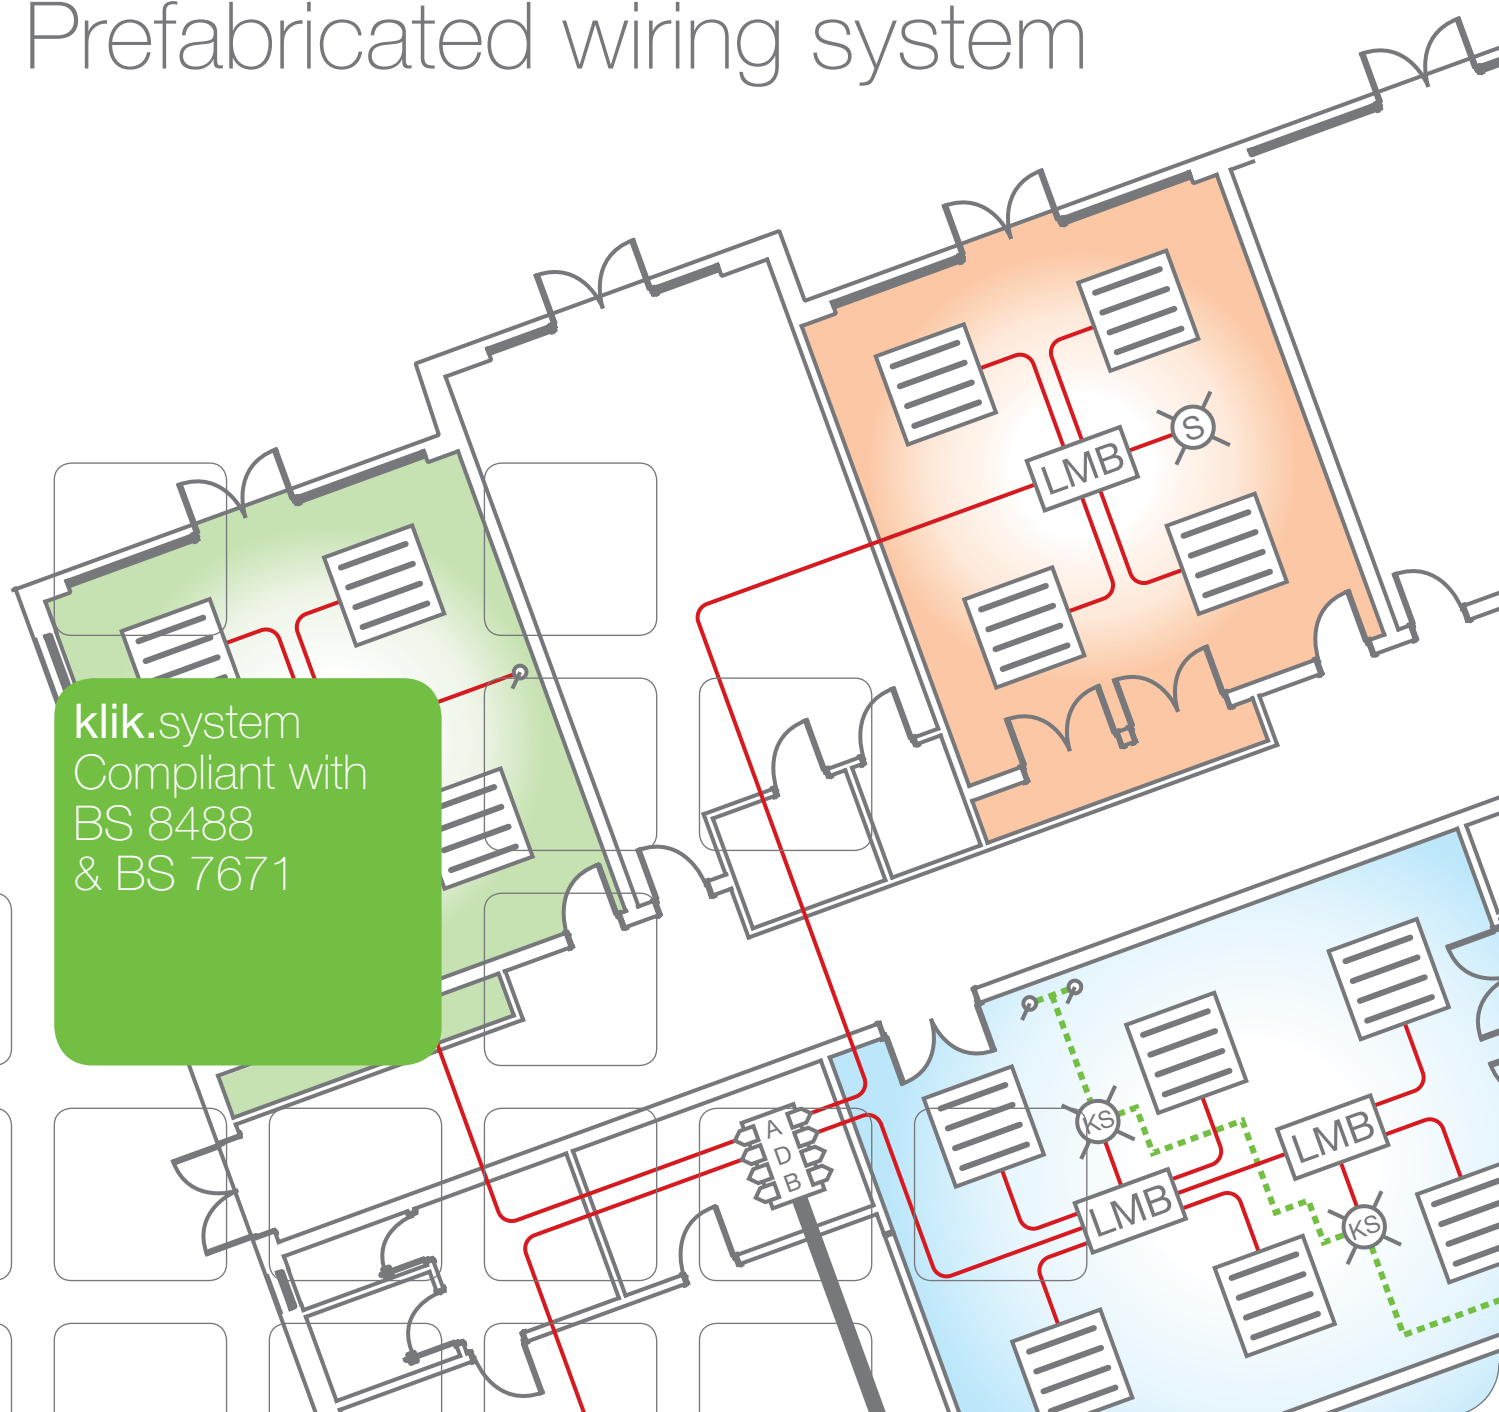 Prefabricated wiring system
LMB
S
klik.system
Compliant with
BS 8488
& BS 7671
A
D
B
KS
LMB
LMB
KS